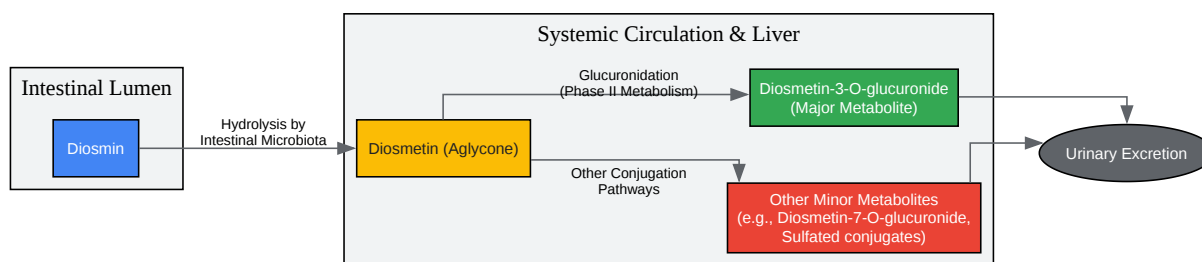 Systemic Circulation & Liver
Intestinal Lumen
Diosmin
Hydrolysis by
Intestinal Microbiota
Diosmetin (Aglycone)
Glucuronidation
(Phase II Metabolism)
Diosmetin-3-O-glucuronide
(Major Metabolite)
Other Conjugation
Pathways
Other Minor Metabolites
(e.g., Diosmetin-7-O-glucuronide,
Sulfated conjugates)
Urinary Excretion